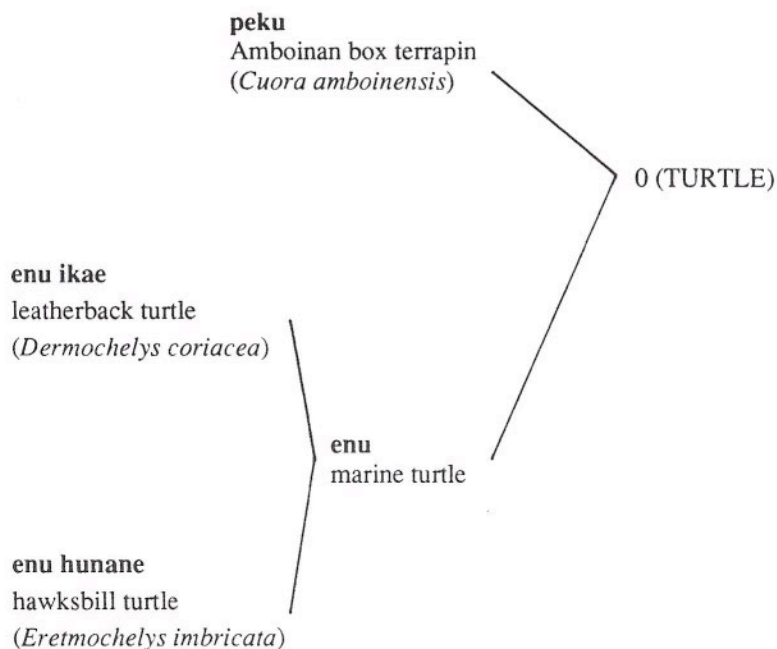 peku
Amboinan box terrapin
(Cuora amboinensis)
0 (TURTLE)
enu ikae
leatherback turtle
(Dermochelys coriacea)
enu
marine turtle
enu hunane
hawksbill turtle
(Eretmochelys imbricata)